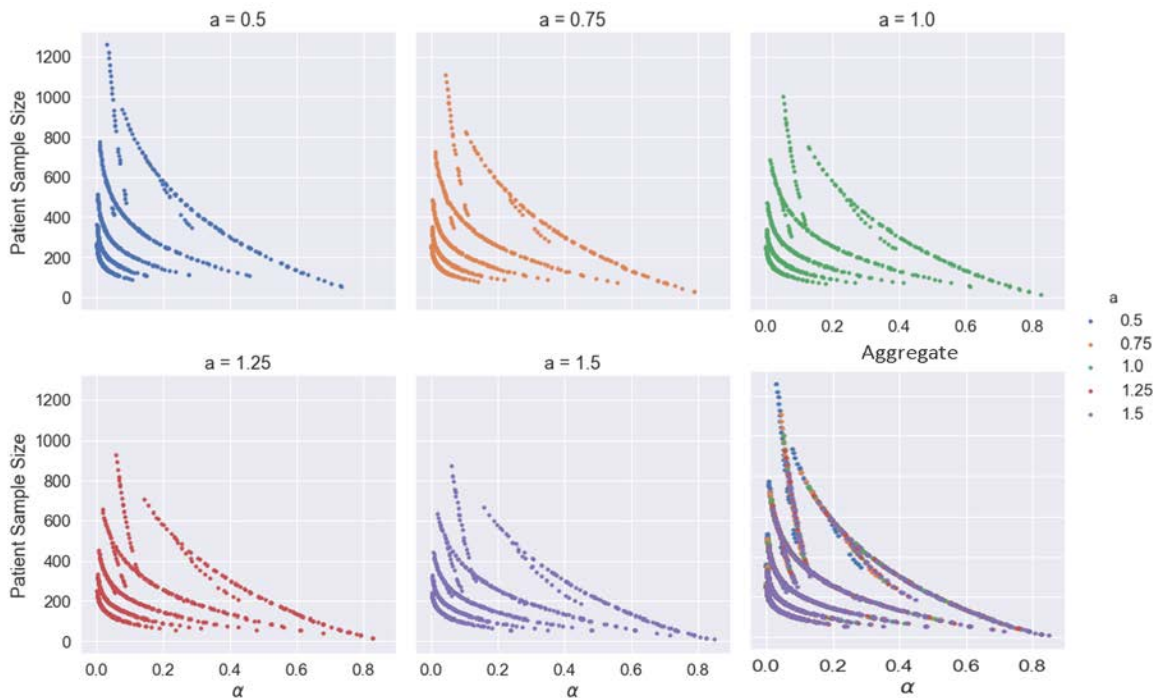 a = 0.5
a = 0.75
a = 1.0
Patient Sample Size
1200
1000
800
600
400
200
0
0.0 0.2 0.4 0.6 0.8
a
0.5
0.75
1.0
1.25
1.5
a = 1.25
a = 1.5
Aggregate
Patient Sample Size
1200
1000
800
600
400
200
0
0.0 0.2 0.4 0.6 0.8
α
0.0 0.2 0.4 0.6 0.8
α
0.0 0.2 0.4 0.6 0.8
α